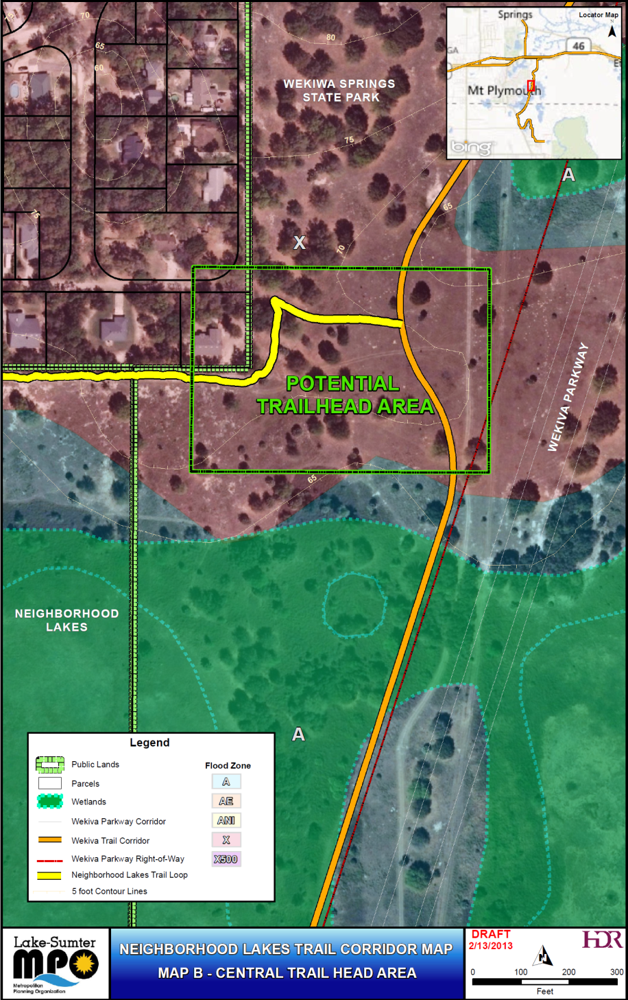 Springs
Locator Map
N
46
GA
Mt Plymouth
bing
70
65
60
80
WEKIWA SPRINGS
STATE PARK
75
A
75
65
X
70
POTENTIAL
TRAILHEAD AREA
WEKIVA PARKWAY
65
NEIGHBORHOOD
LAKES
A
Legend
Public Lands
Parcels
Wetlands
Wekiva Parkway Corridor
Wekiva Trail Corridor
Wekiva Parkway Right-of-Way
Neighborhood Lakes Trail Loop
5 foot Contour Lines
Flood Zone
A
AE
ANI
X
X500
Lake-Sumter
MPO
Metropolitan
Planning Organization
NEIGHBORHOOD LAKES TRAIL CORRIDOR MAP
MAP B - CENTRAL TRAIL HEAD AREA
DRAFT
2/13/2013
N
HDR
0 100 200 300
Feet